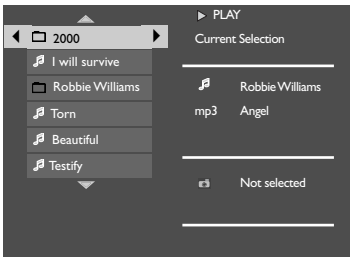 2000
I will survive
Robbie Williams
Torn
Beautiful
Testify
PLAY
Current Selection
Robbie Williams
mp3 Angel
Not selected